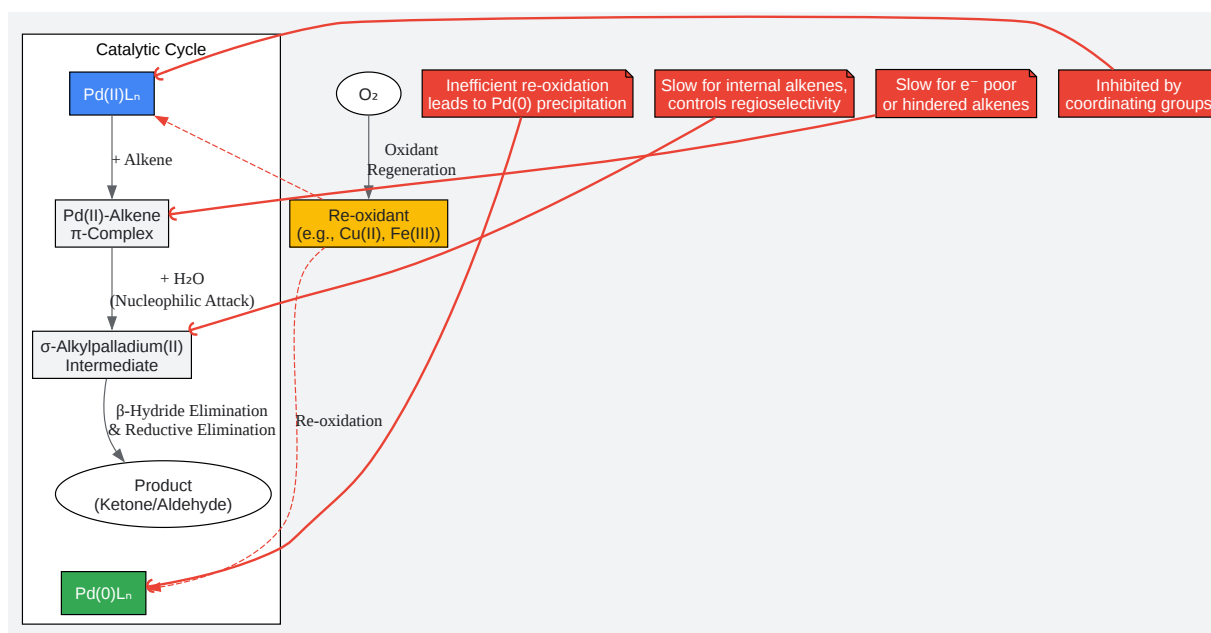 Catalytic Cycle
Pd(II)Lₙ
O₂
Inefficient re-oxidation
leads to Pd(0) precipitation
Slow for internal alkenes,
controls regioselectivity
Slow for e⁻ poor
or hindered alkenes
Inhibited by
coordinating groups
+ Alkene
Oxidant
Regeneration
Pd(II)-Alkene
π-Complex
Re-oxidant
(e.g., Cu(II), Fe(III))
+ H₂O
(Nucleophilic Attack)
σ-Alkylpalladium(II)
Intermediate
β-Hydride Elimination
& Reductive Elimination
Re-oxidation
Product
(Ketone/Aldehyde)
Pd(0)Lₙ